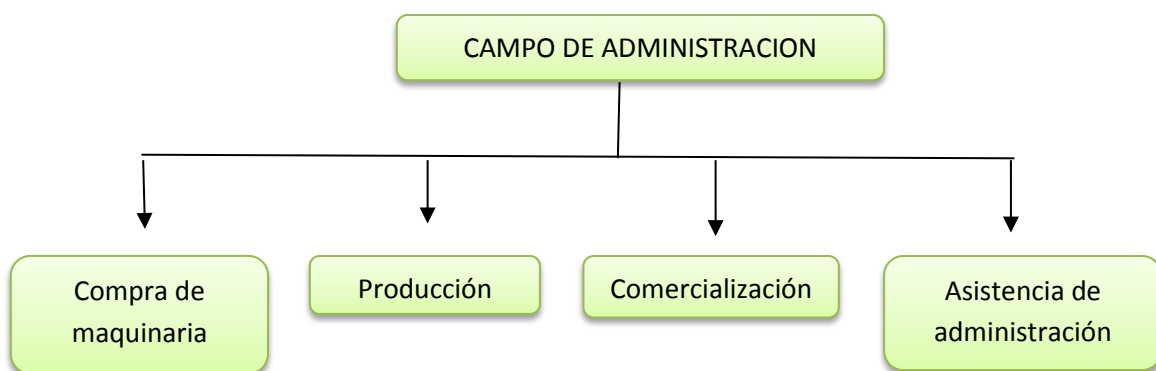 CAMPO DE ADMINISTRACION
Compra de
maquinaria
Producción
Comercialización
Asistencia de
administración